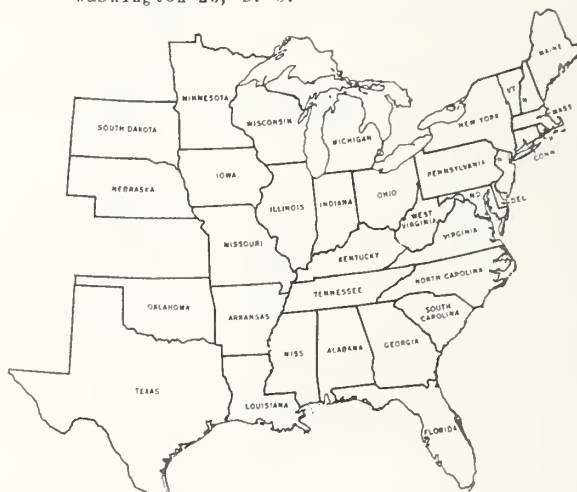 Washington 25, D. C.
MAINE
MINNESOTA
VT
N
MASS
WISCONSIN
NEW YORK
SOUTH DAKOTA
MICHIGAN
CONN
IOWA
PENNSYLVANIA
NEBRASKA
OHIO
ILLINOIS
INDIANA
MD
DEL
WEST
VIRGINIA
VIRGINIA
MISSOURI
KENTUCKY
NORTH CAROLINA
TENNESSEE
OKLAHOMA
ARKANSAS
SOUTH
CAROLINA
MISS
ALABAMA
GEORGIA
TEXAS
LOUISIANA
FLORIDA